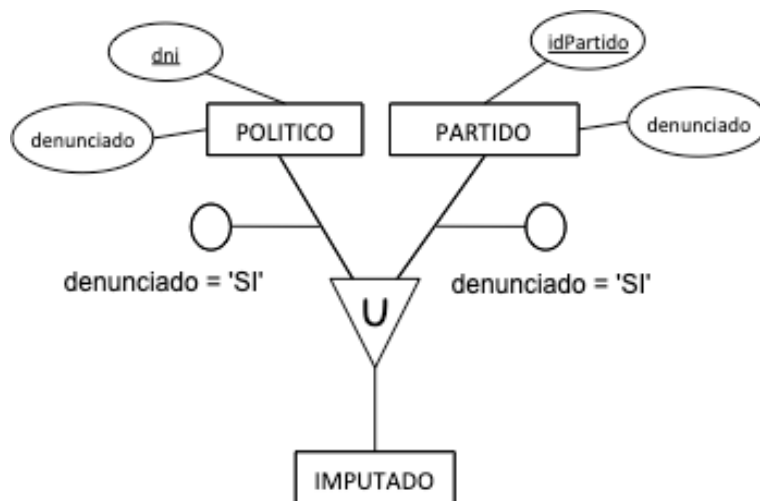 dni
idPartido
denunciado
POLITICO
PARTIDO
denunciado
denunciado = 'SI'
denunciado = 'SI'
U
IMPUTADO